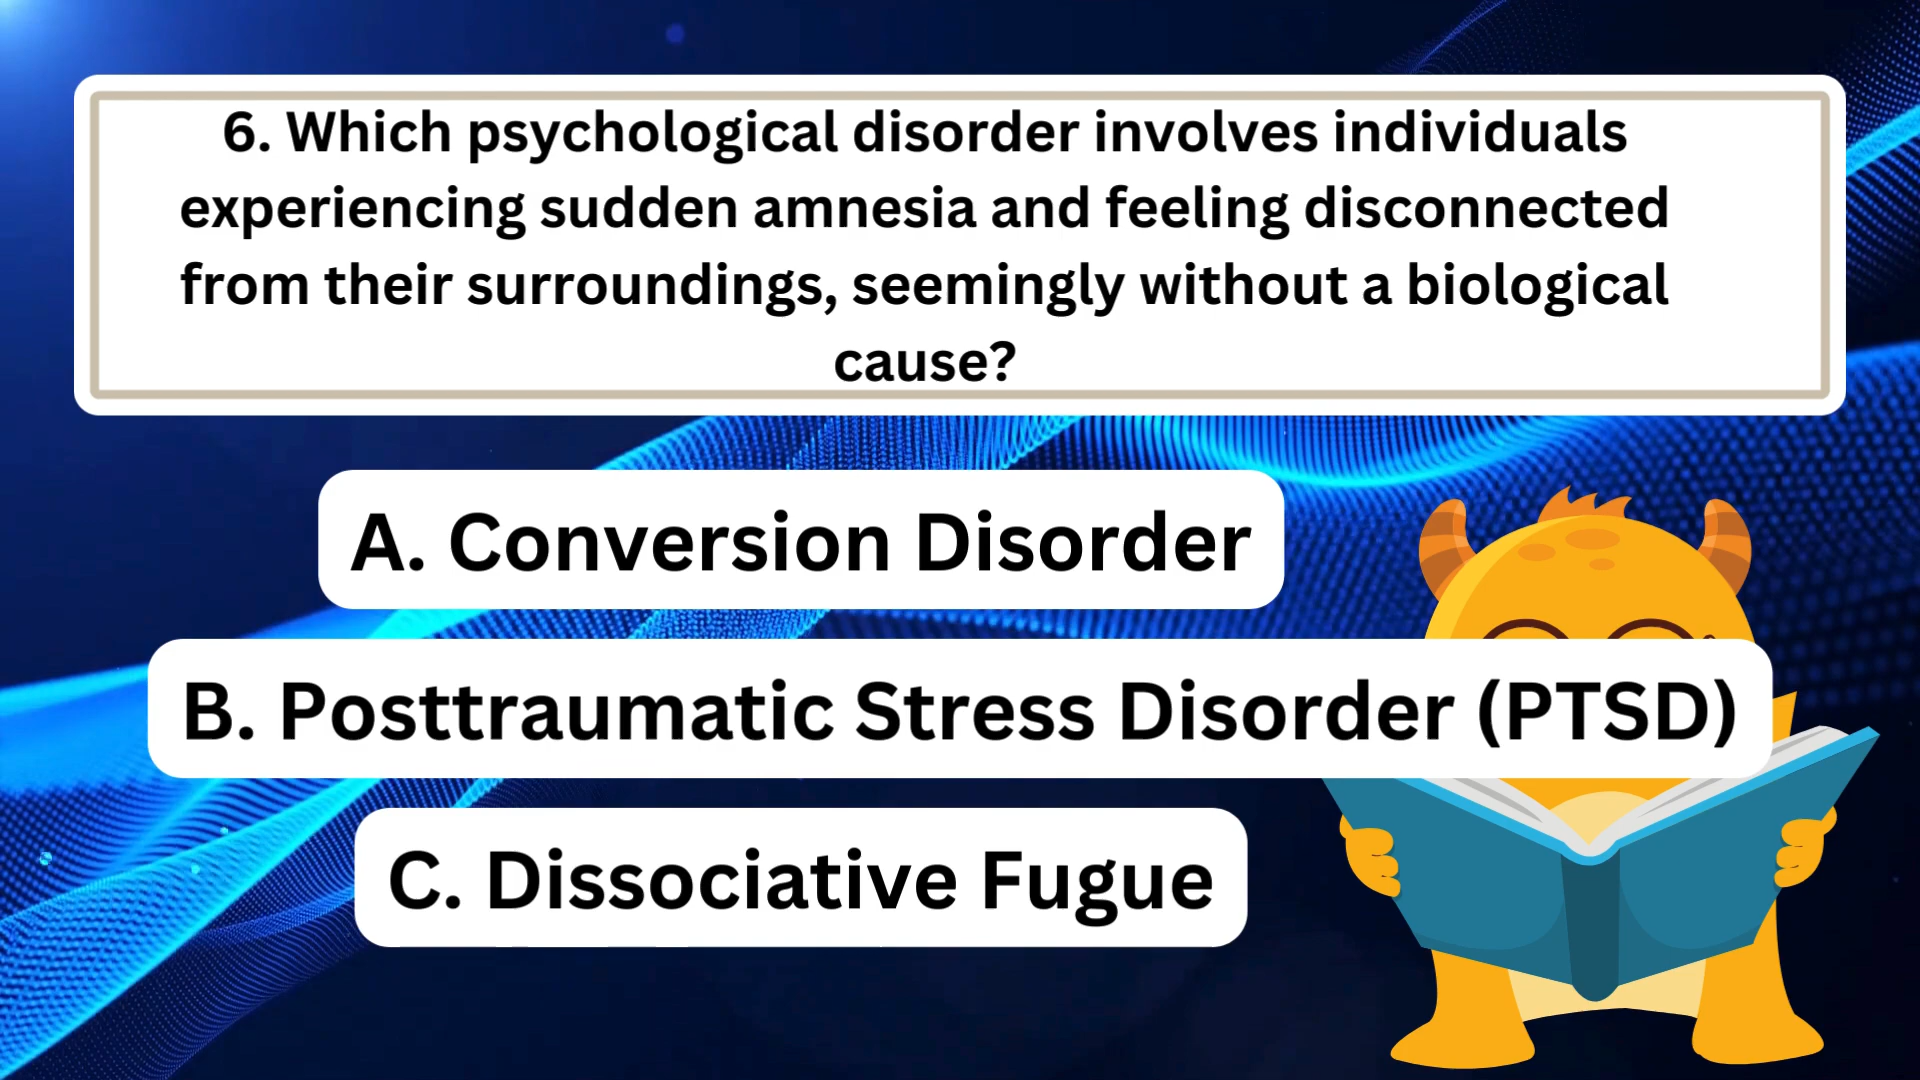 6. Which psychological disorder involves individuals
experiencing sudden amnesia and feeling disconnected
from their surroundings, seemingly without a biological
cause?
A. Conversion Disorder
B. Posttraumatic Stress Disorder (PTSD)
C. Dissociative Fugue